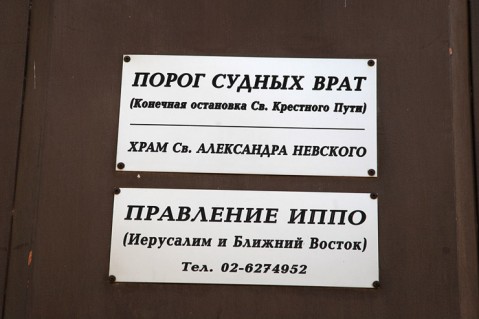 ПОРОГ СУДНЫХ ВРАТ
(Конечная остановка Св. Крестного Пути)
ХРАМ Св. АЛЕКСАНДРА НЕВСКОГО
ПРАВЛЕНИЕ ИППО
(Иерусалим и Ближний Восток)
Тел. 02-6274952